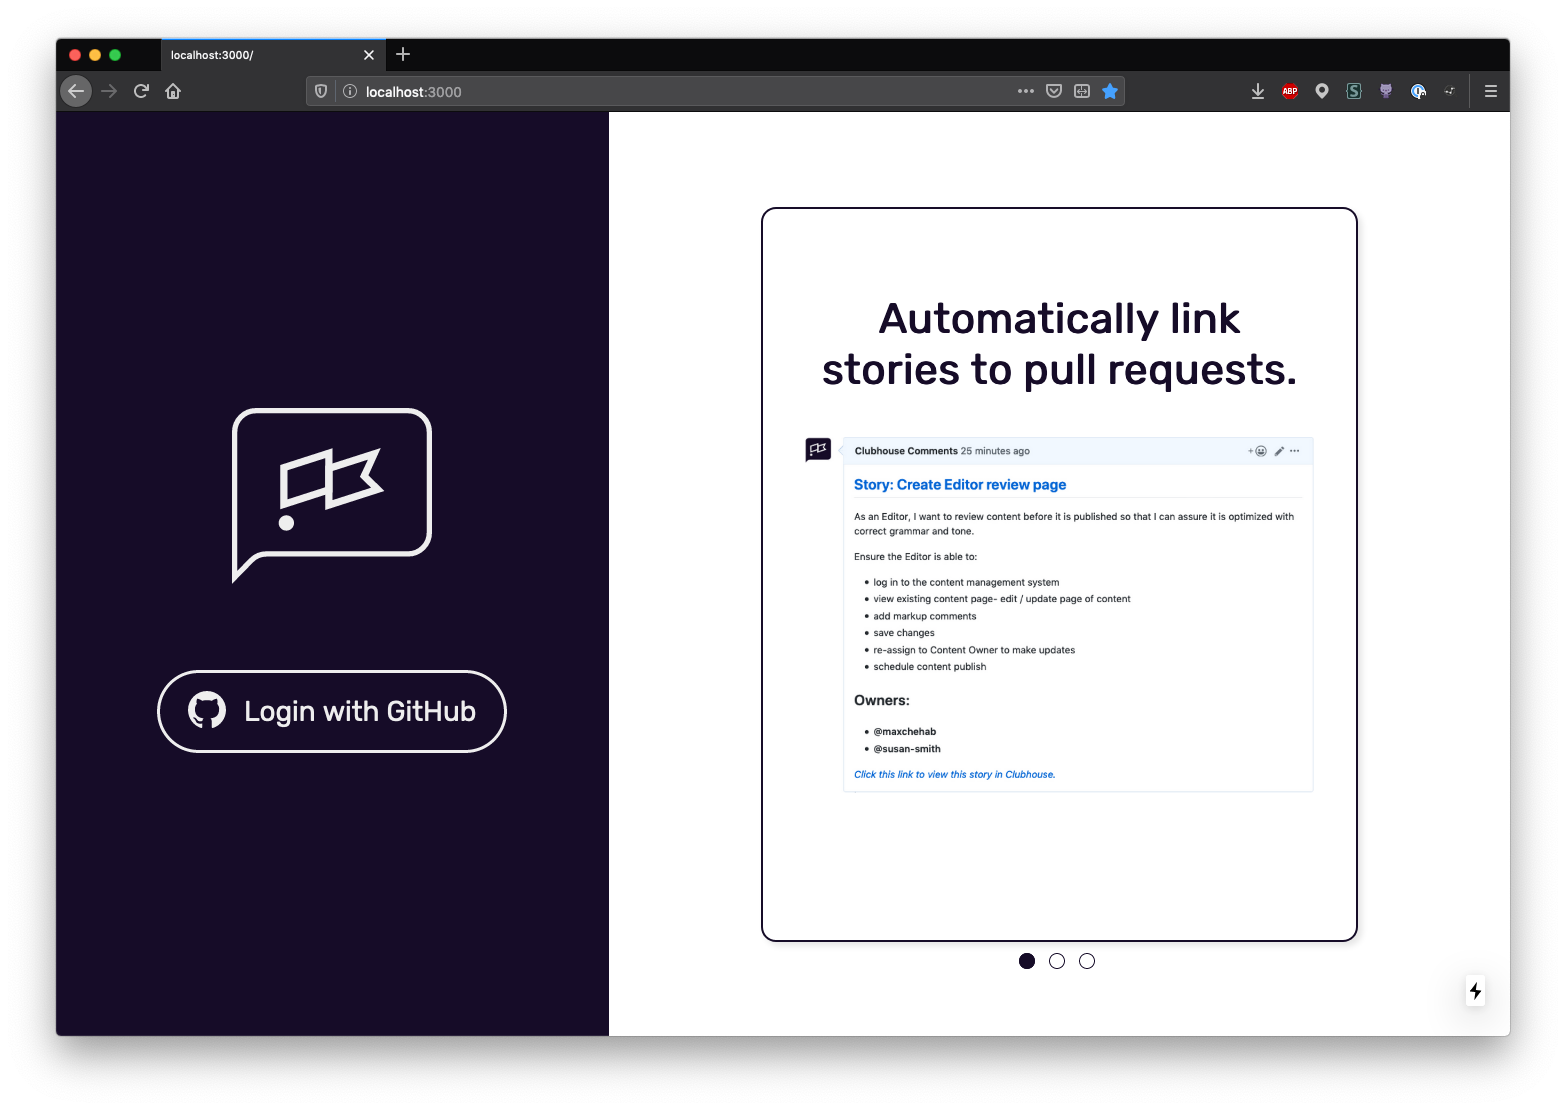 localhost:3000/
localhost:3000
ABP
S
Login with GitHub
Automatically link
stories to pull requests.
Clubhouse Comments 25 minutes ago
Story: Create Editor review page
As an Editor, I want to review content before it is published so that I can assure it is optimized with
correct grammar and tone.
Ensure the Editor is able to:
log in to the content management system
view existing content page- edit / update page of content
add markup comments
save changes
re-assign to Content Owner to make updates
schedule content publish
Owners:
@maxchehab
@susan-smith
Click this link to view this story in Clubhouse.